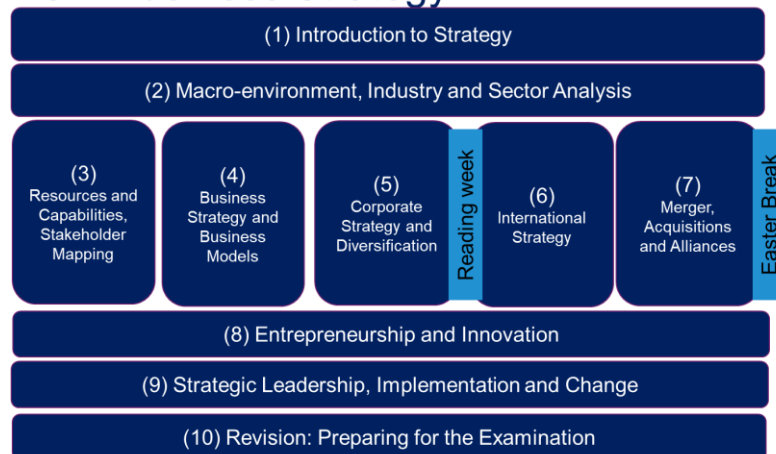 (1) Introduction to Strategy
(2) Macro-environment, Industry and Sector Analysis
(3)
Resources and
Capabilities,
Stakeholder
Mapping
(4)
Business
Strategy and
Business
Models
(5)
Corporate
Strategy and
Diversification
Reading week
(6)
International
Strategy
(7)
Merger,
Acquisitions
and Alliances
Easter Break
(8) Entrepreneurship and Innovation
(9) Strategic Leadership, Implementation and Change
(10) Revision: Preparing for the Examination